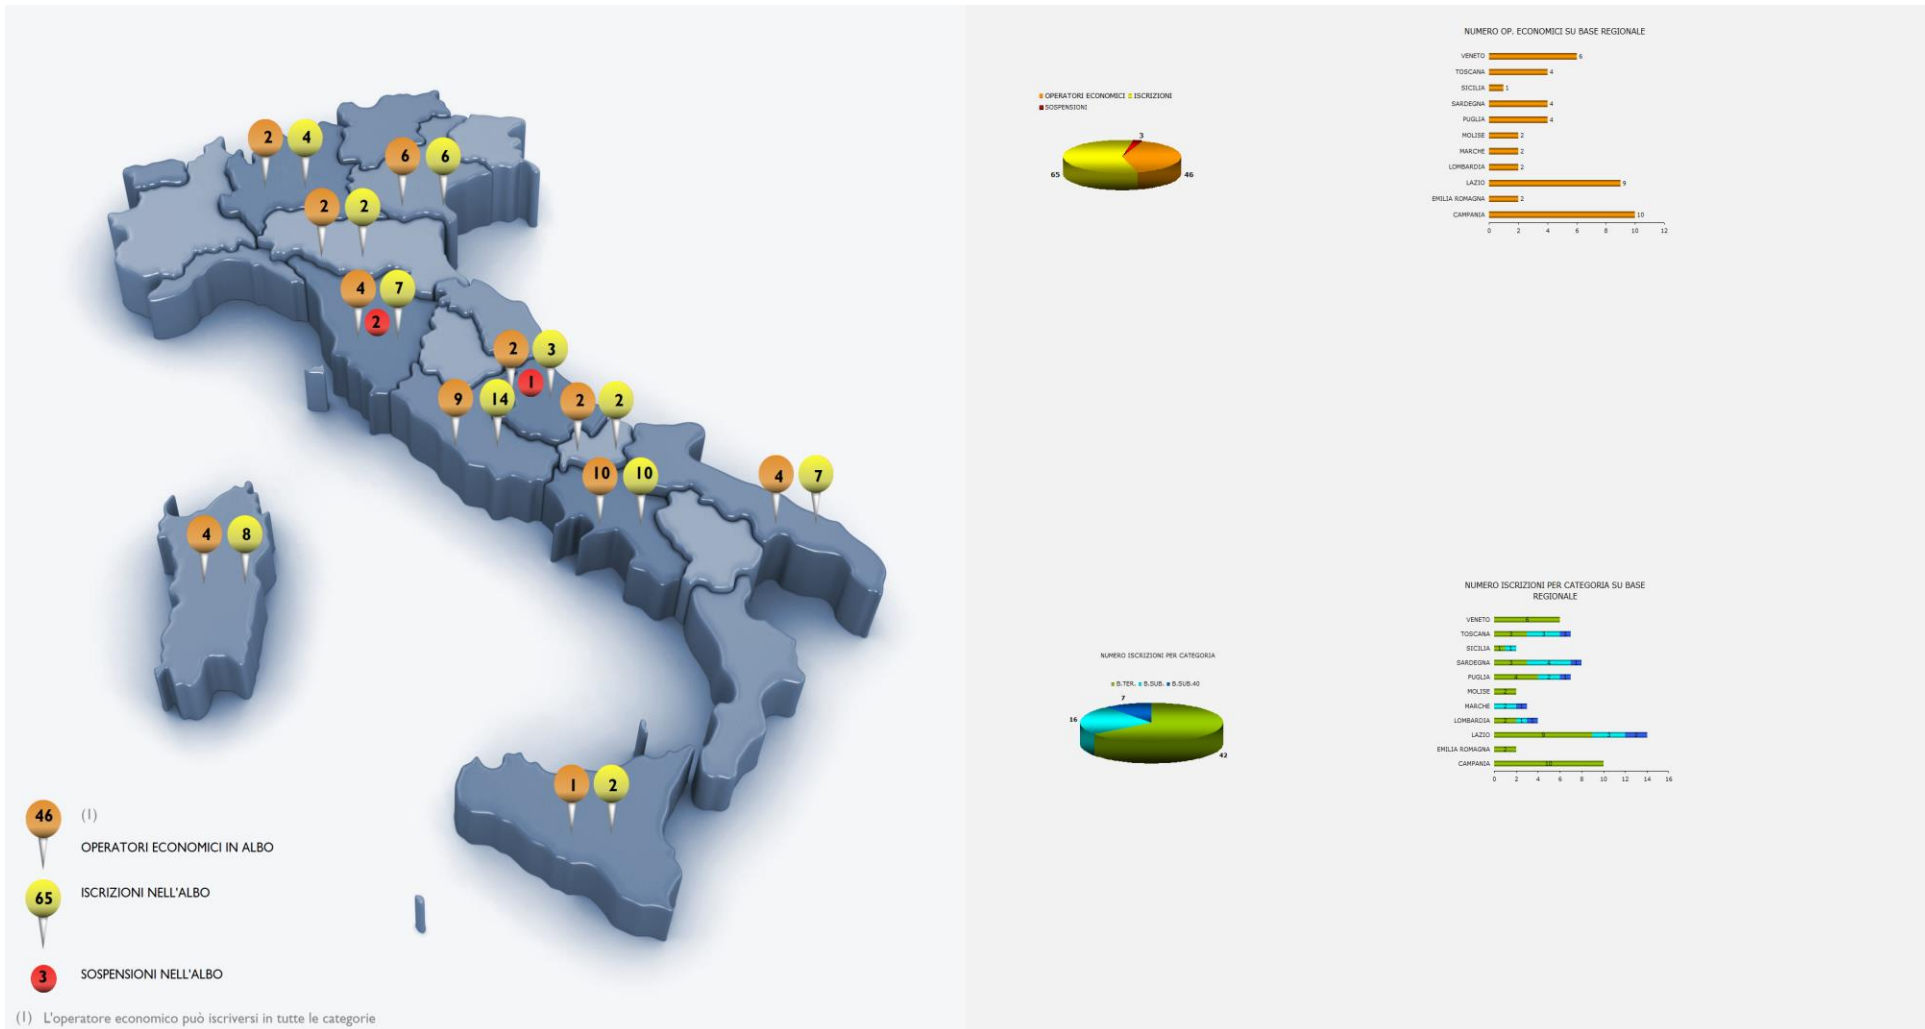 2 4
6 6
2 2
4 7
2
2 3
1
9 14
2 2
10 10
4 7
4 8
1 2
46 (1)
OPERATORI ECONOMICI IN ALBO
65 ISCRIZIONI NELL'ALBO
3 SOSPENSIONI NELL'ALBO
(1) L'operatore economico può iscriversi in tutte le categorie
OPERATORI ECONOMICI ISCRIZIONI
SOSPENSIONI
3
65 46
NUMERO OP. ECONOMICI SU BASE REGIONALE
VENETO 6
TOSCANA 4
SICILIA 1
SARDEGNA 4
PUGLIA 4
MOLISE 2
MARCHE 2
LOMBARDIA 2
LAZIO 9
EMILIA ROMAGNA 2
CAMPANIA 10
0 2 4 6 8 10 12
NUMERO ISCRIZIONI PER CATEGORIA
B.TER. B.SUB. B.SUB.40
7
16
42
NUMERO ISCRIZIONI PER CATEGORIA SU BASE
REGIONALE
VENETO
TOSCANA
SICILIA
SARDEGNA
PUGLIA
MOLISE
MARCHE
LOMBARDIA
LAZIO
EMILIA ROMAGNA
CAMPANIA
0 2 4 6 8 10 12 14 16